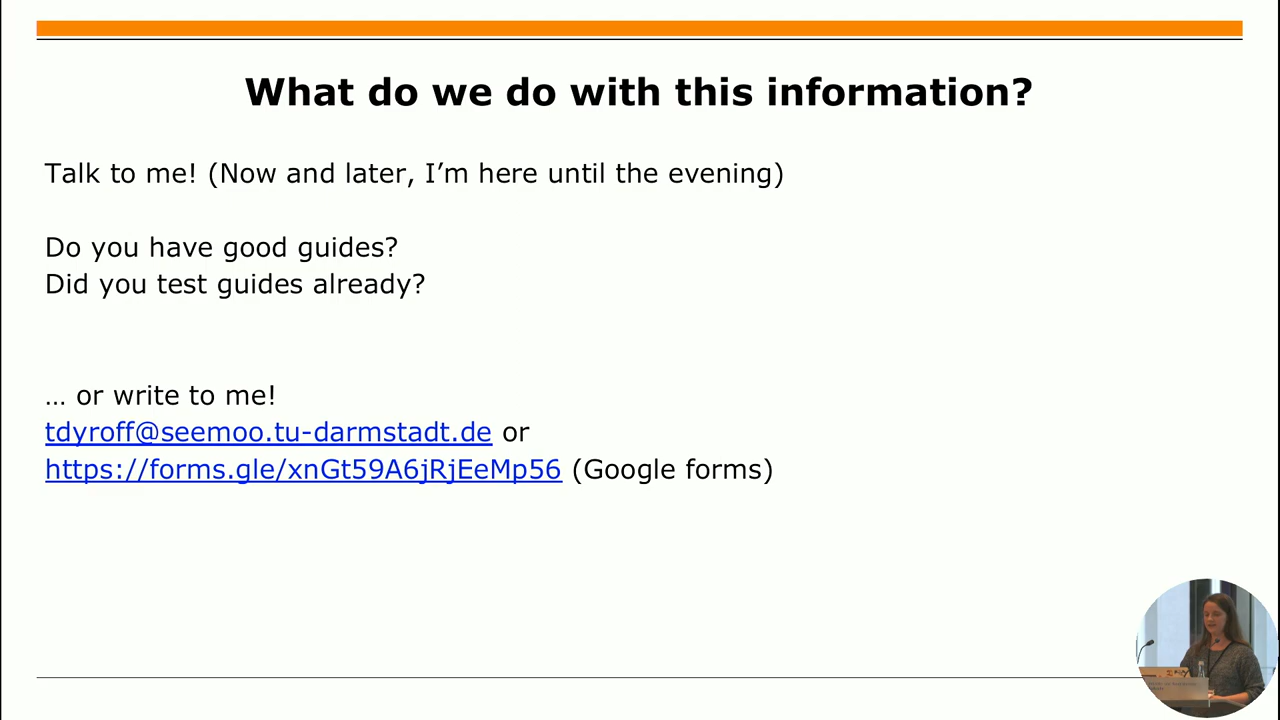 What do we do with this information?
Talk to me! (Now and later, I’m here until the evening)
Do you have good guides?
Did you test guides already?
… or write to me!
tdyroff@seemoo.tu-darmstadt.de or
https://forms.gle/xnGt59A6jRjEeMp56 (Google forms)